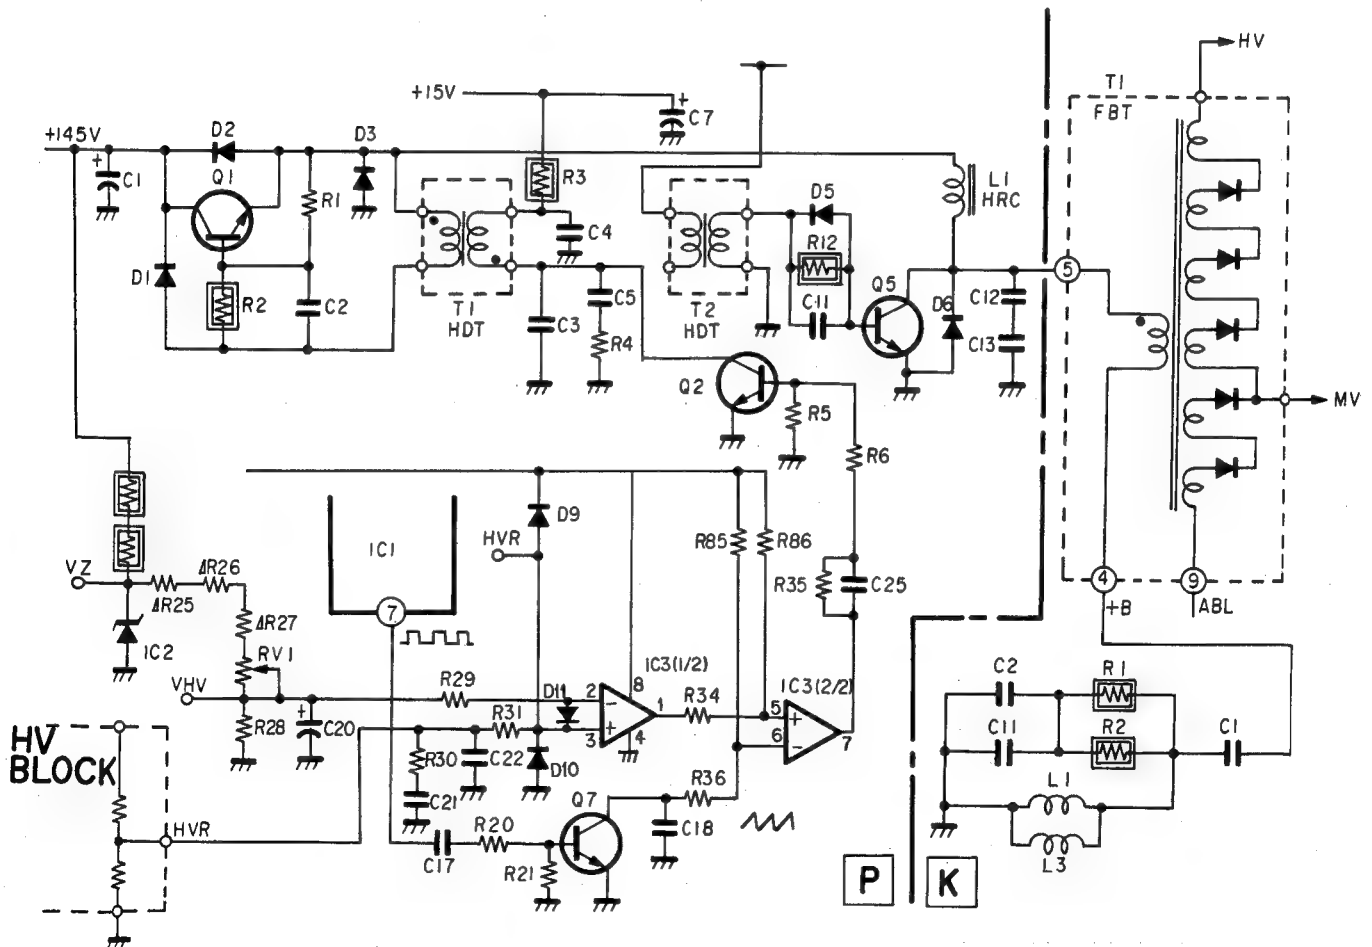 HV
T1
FBT
+15V
C7
+145V
D2
D3
C1
Q1
R1
R3
L1
HRC
D5
R12
C4
D1
R2
C2
C5
C11
Q5
D6
C12
5
T1
HDT
C3
R4
T2
HDT
C13
Q2
R5
MV
R6
D9
IC1
HVR
R85
R86
VZ
ΔR26
ΔR25
R35
C25
4
9
+B
ABL
7
ΔR27
IC2
RV1
VHV
R29
D11
2
8
IC3(1/2)
1
R34
5
IC3(2/2)
6
7
3
4
R28
C20
R31
R30
C22
D10
C2
R1
C11
R2
C1
HV
BLOCK
C21
Q7
R36
L1
L3
HVR
C17
R20
R21
C18
P
K